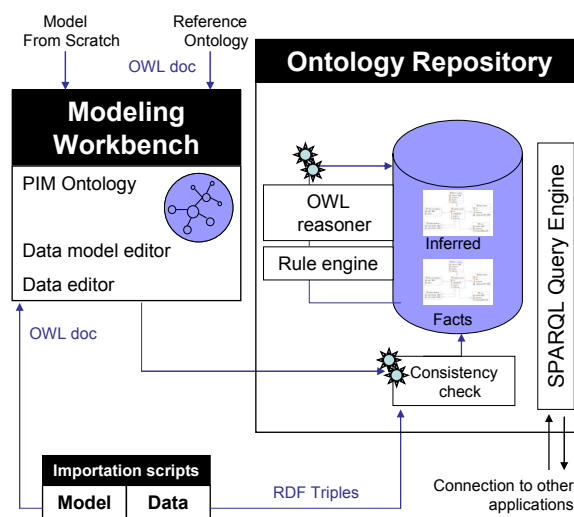 Model
From Scratch
Reference
Ontology
OWL doc
Ontology Repository
Modeling
Workbench
PIM Ontology
Data model editor
Data editor
OWL doc
OWL
reasoner
Rule engine
Inferred
Facts
SPARQL Query Engine
Consistency
check
Importation scripts
Model
Data
RDF Triples
Connection to other
applications